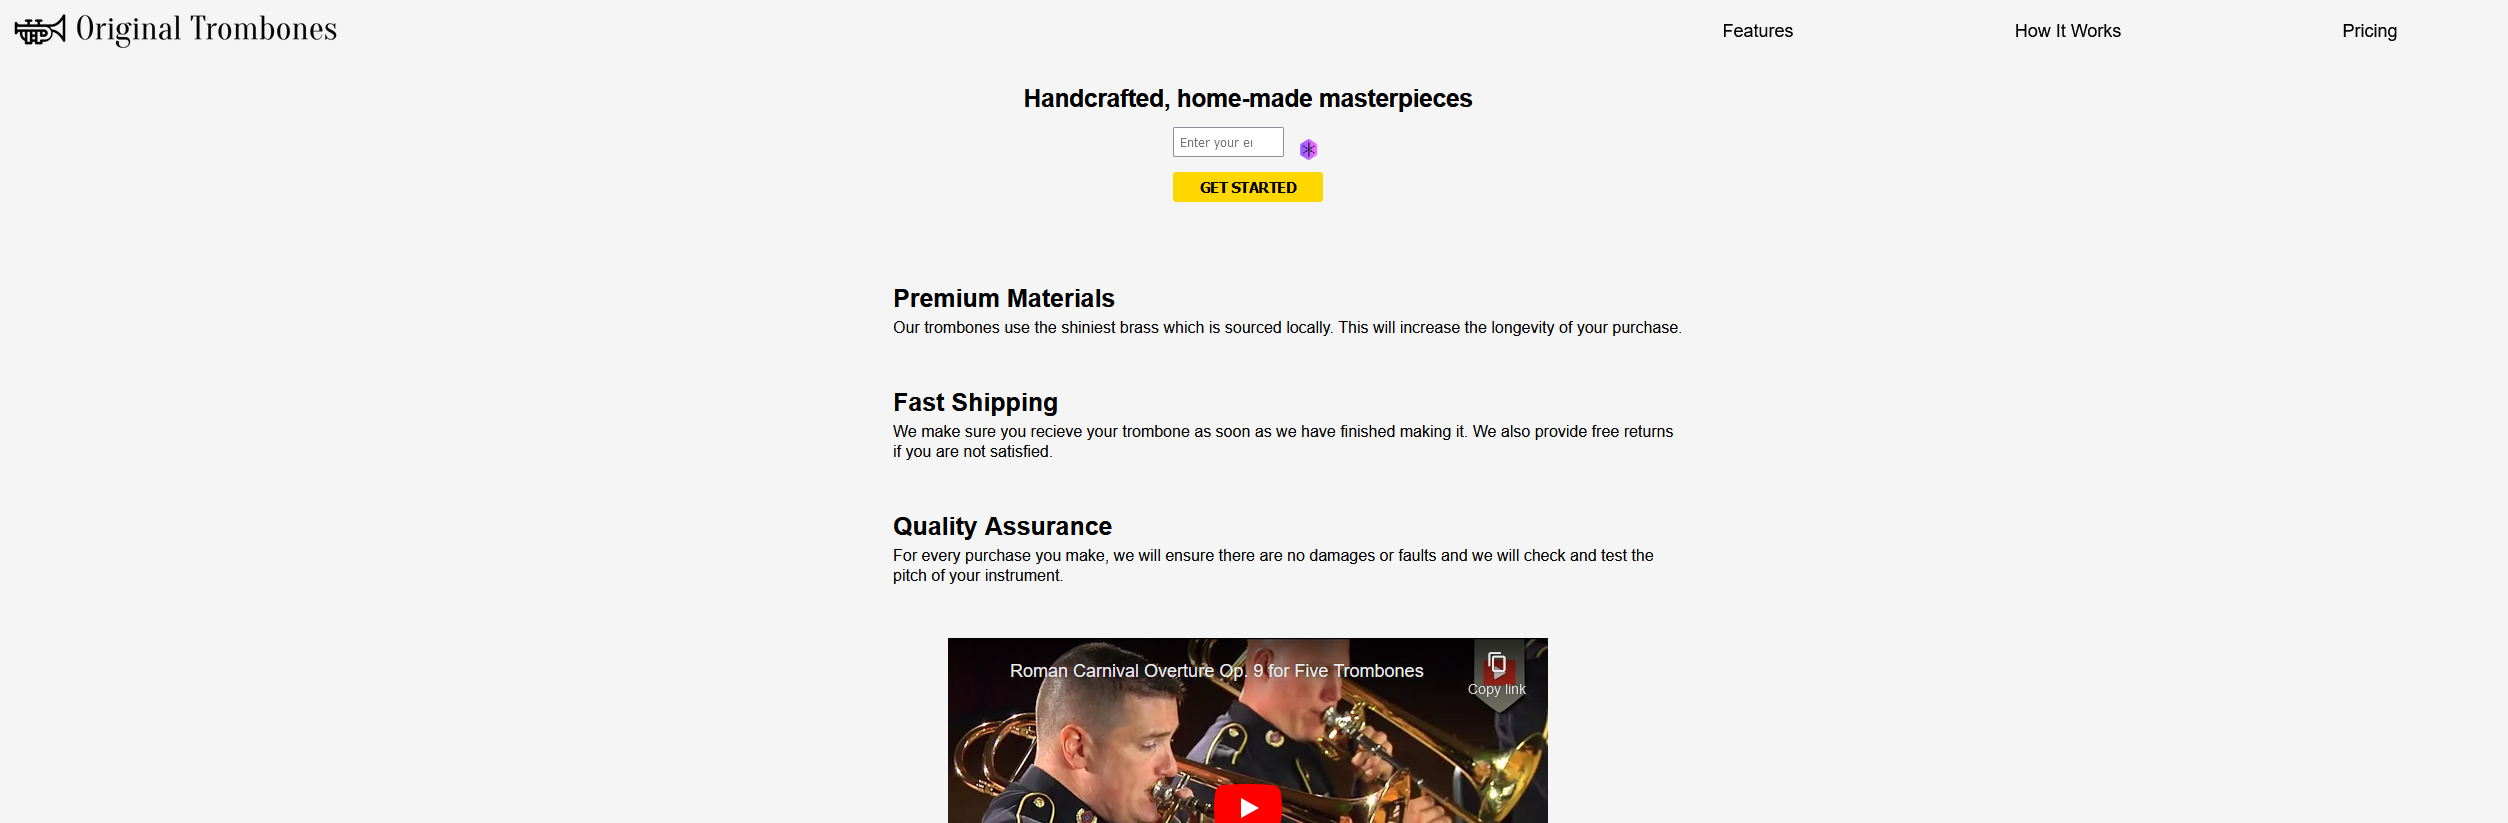 Original Trombones
Features
How It Works
Pricing
Handcrafted, home-made masterpieces
Enter your
GET STARTED
Premium Materials
Our trombones use the shiniest brass which is sourced locally. This will increase the longevity of your purchase.
Fast Shipping
We make sure you recieve your trombone as soon as we have finished making it. We also provide free returns
if you are not satisfied.
Quality Assurance
For every purchase you make, we will ensure there are no damages or faults and we will check and test the
pitch of your instrument.
Roman Carnival Overture Op. 9 for Five Trombones
Copy link